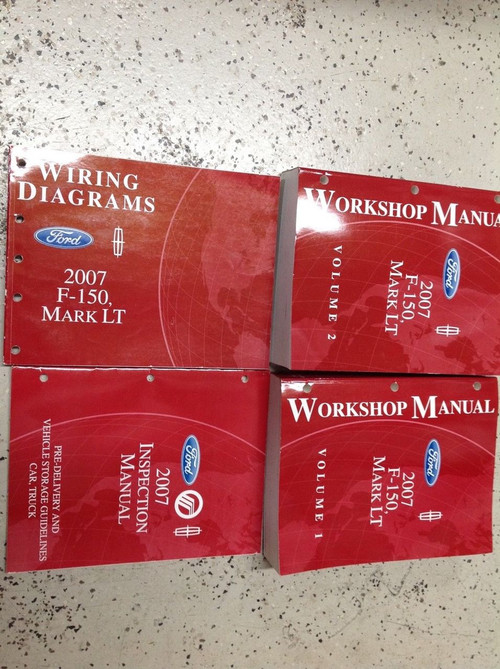 WIRING
DIAGRAMS
Ford
2007
F-150,
MARK LT
WORKSHOP MANUA
VOLUME 2
Ford
2007
F-150,
MARK LT
Ford
2007
INSPECTION
MANUAL
PRE-DELIVERY AND
VEHICLE STORAGE GUIDELINES
CAR, TRUCK
WORKSHOP MANUAL
VOLUME 1
Ford
2007
F-150,
MARK LT